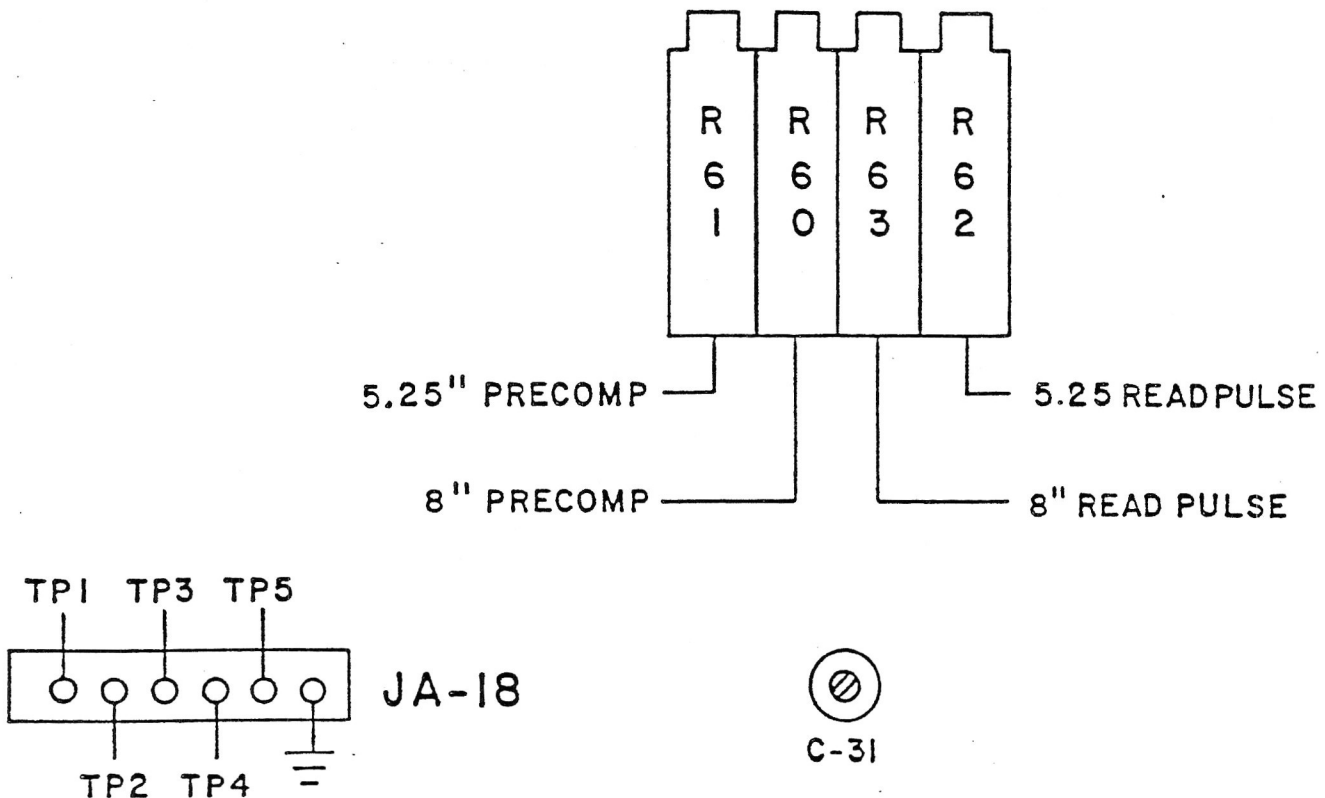 R R R R
6 6 6 6
1 0 3 2
5.25" PRECOMP
5.25 READ PULSE
8" PRECOMP
8" READ PULSE
TP1 TP3 TP5
JA-18
TP2 TP4
C-31